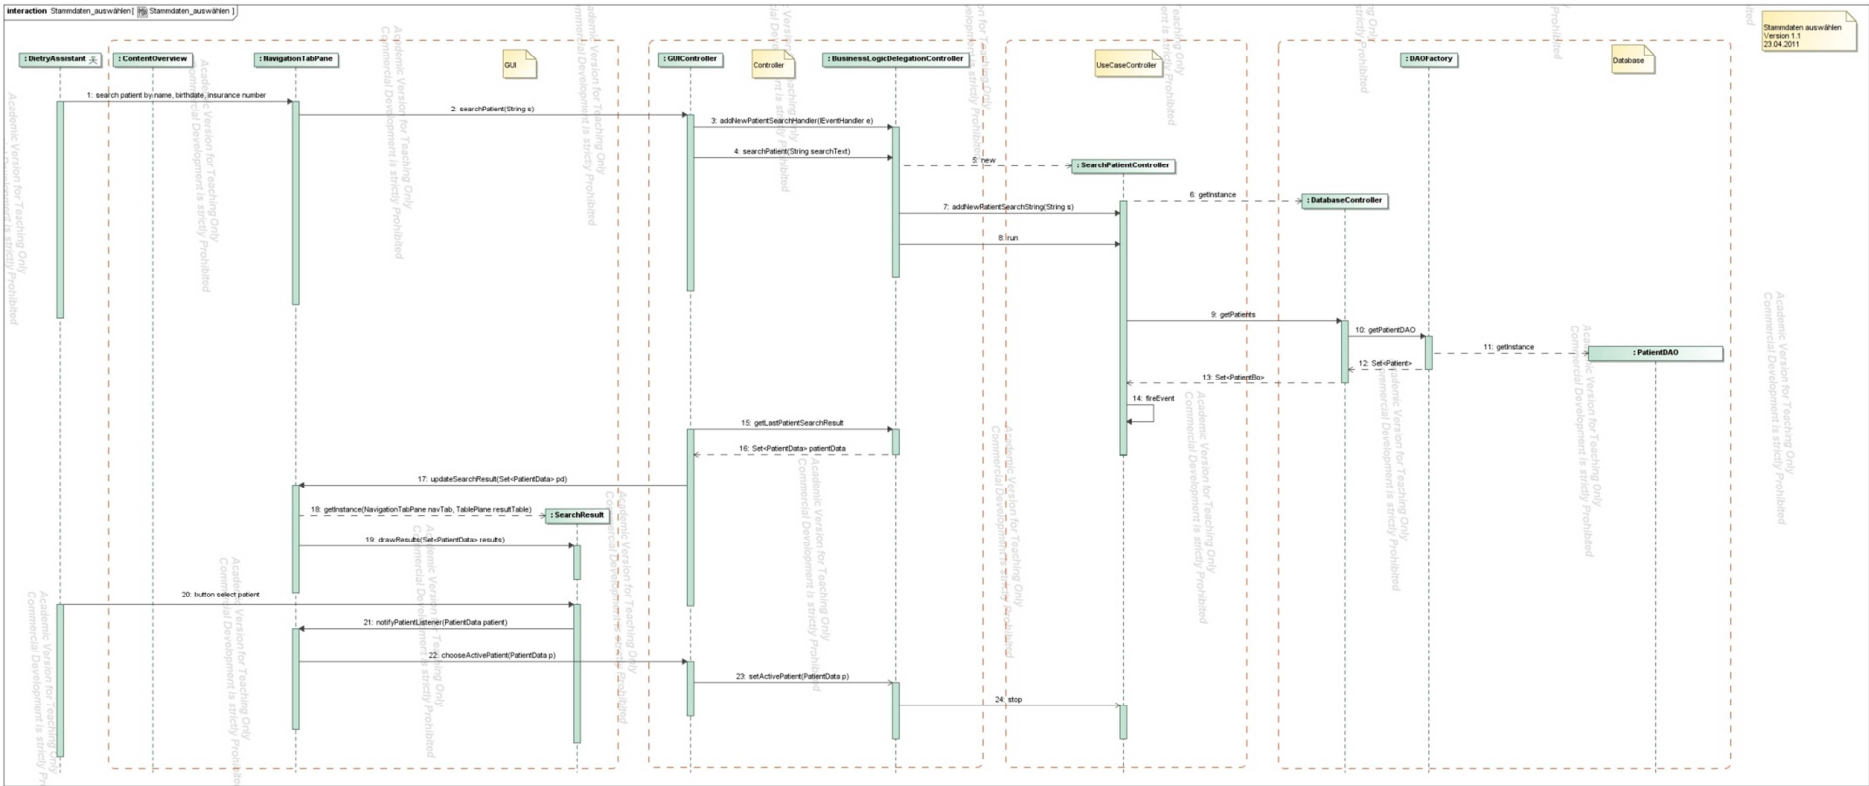 interaction Stammdaten_auswählen[ Stammdaten_auswählen ]
Stammdaten auswählen
Version 1.1
23.04.2011
: DietryAssistant
: ContentOverview
: NavigationTabPane
GUI
: GUIController
Controller
: BusinessLogicDelegationController
UseCaseController
: DAOFactory
Database
1: search patient by name, birthdate, insurance number
2: searchPatient(String s)
3: addNewPatientSearchHandler(IEventHandler e)
4: searchPatient(String searchText)
5: new
: SearchPatientController
6: getInstance
: DatabaseController
7: addNewPatientSearchString(String s)
8: run
9: getPatients
10: getPatientDAO
11: getInstance
: PatientDAO
12: Set<Patient>
13: Set<PatientBo>
14: fireEvent
15: getLastPatientSearchResult
16: Set<PatientData> patientData
17: updateSearchResult(Set<PatientData> pd)
18: getInstance(NavigationTabPane navTab, TablePlane resultTable)
: SearchResult
19: drawResults(Set<PatientData> results)
20: button select patient
21: notifyPatientListener(PatientData patient)
22: chooseActivePatient(PatientData p)
23: setActivePatient(PatientData p)
24: stop
Academic Version for Teaching Only
Commercial Development is strictly Prohibited